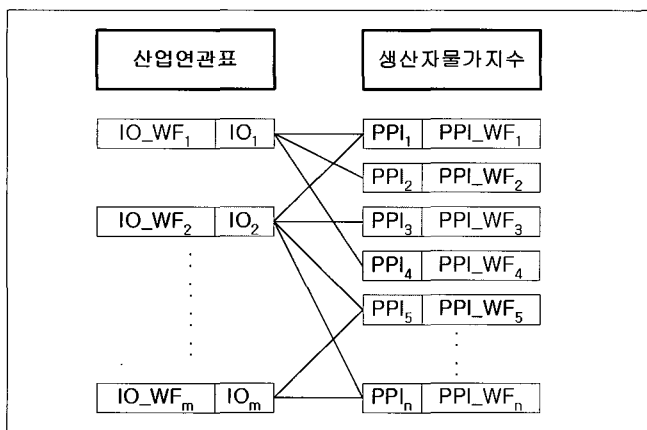 산업연관표 생산자물가지수
IO_WF₁ IO₁ PPI₁ PPI_WF₁
PPI₂ PPI_WF₂
IO_WF₂ IO₂ PPI₃ PPI_WF₃
PPI₄ PPI_WF₄
PPI₅ PPI_WF₅
IO_WFₘ IOₘ PPIₙ PPI_WFₙ